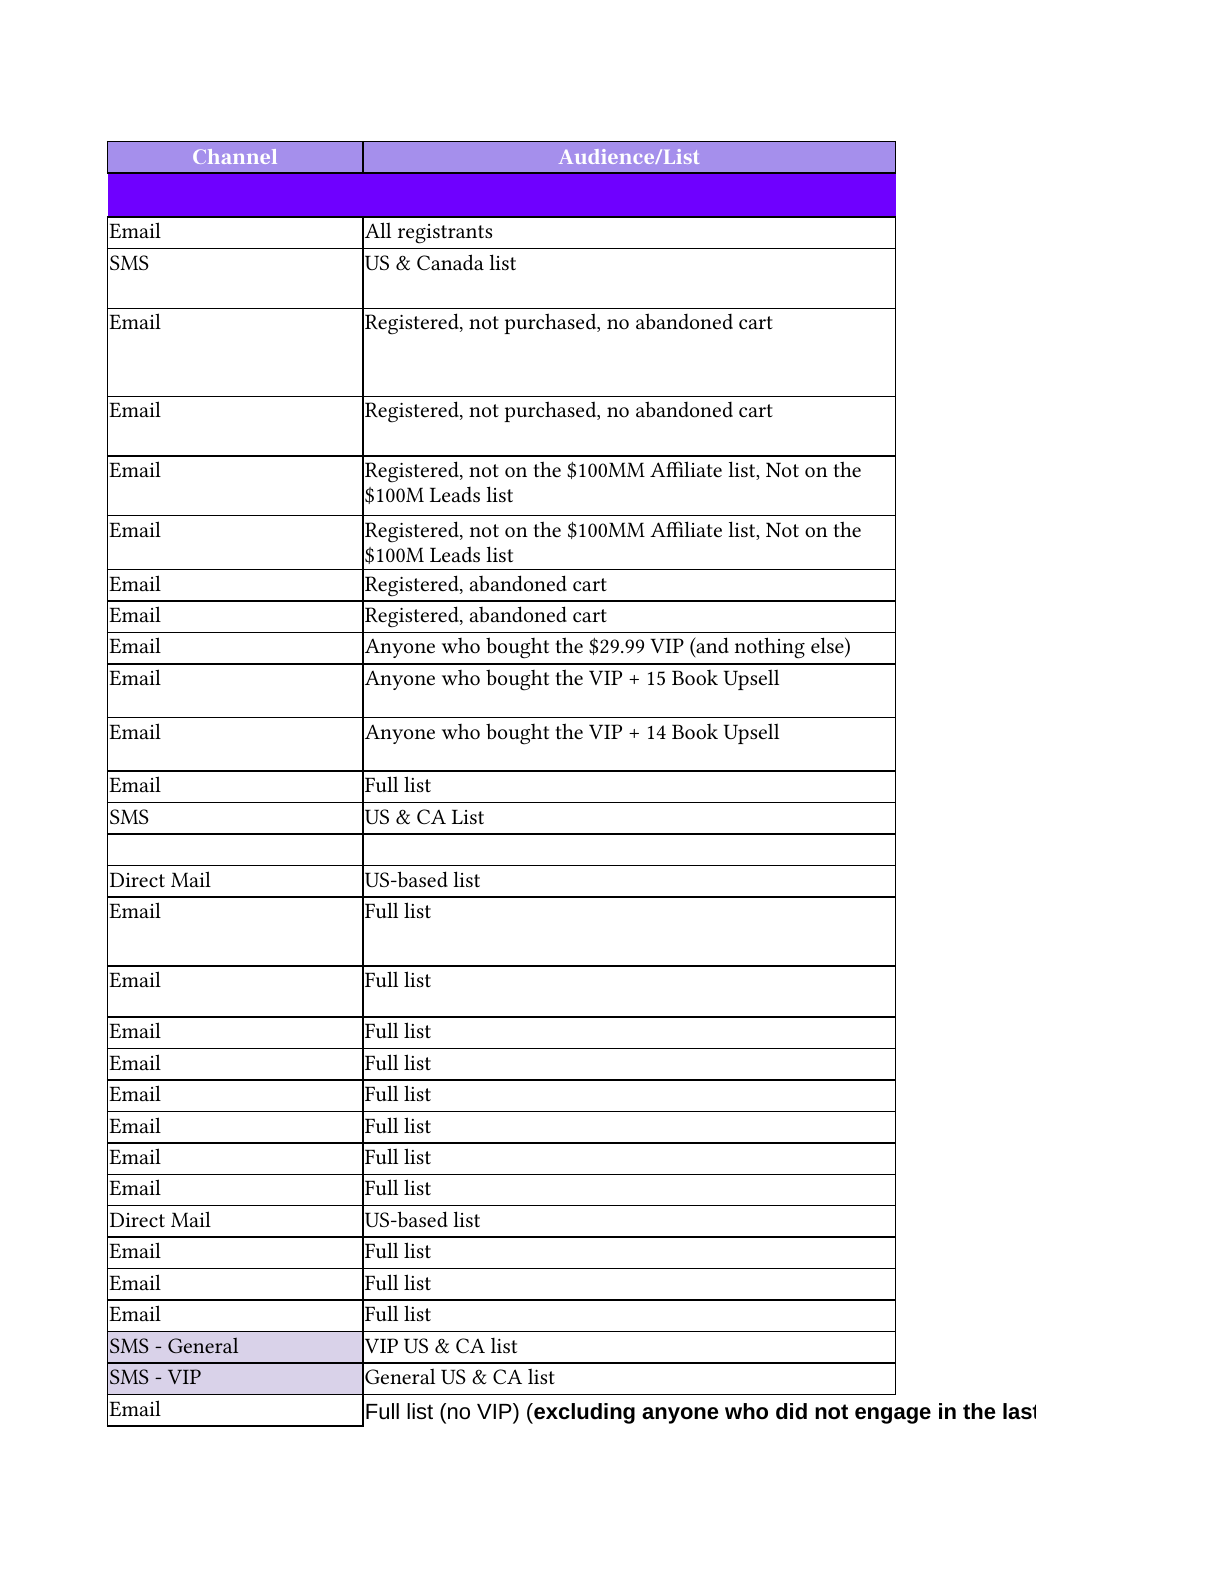 Channel Audience/List
Email All registrants
SMS US & Canada list
Email Registered, not purchased, no abandoned cart
Email Registered, not purchased, no abandoned cart
Email Registered, not on the $100MM Affiliate list, Not on the
$100M Leads list
Email Registered, not on the $100MM Affiliate list, Not on the
$100M Leads list
Email Registered, abandoned cart
Email Registered, abandoned cart
Email Anyone who bought the $29.99 VIP (and nothing else)
Email Anyone who bought the VIP + 15 Book Upsell
Email Anyone who bought the VIP + 14 Book Upsell
Email Full list
SMS US & CA List
Direct Mail US-based list
Email Full list
Email Full list
Email Full list
Email Full list
Email Full list
Email Full list
Email Full list
Email Full list
Direct Mail US-based list
Email Full list
Email Full list
Email Full list
SMS - General VIP US & CA list
SMS - VIP General US & CA list
Email Full list (no VIP) (excluding anyone who did not engage in the last